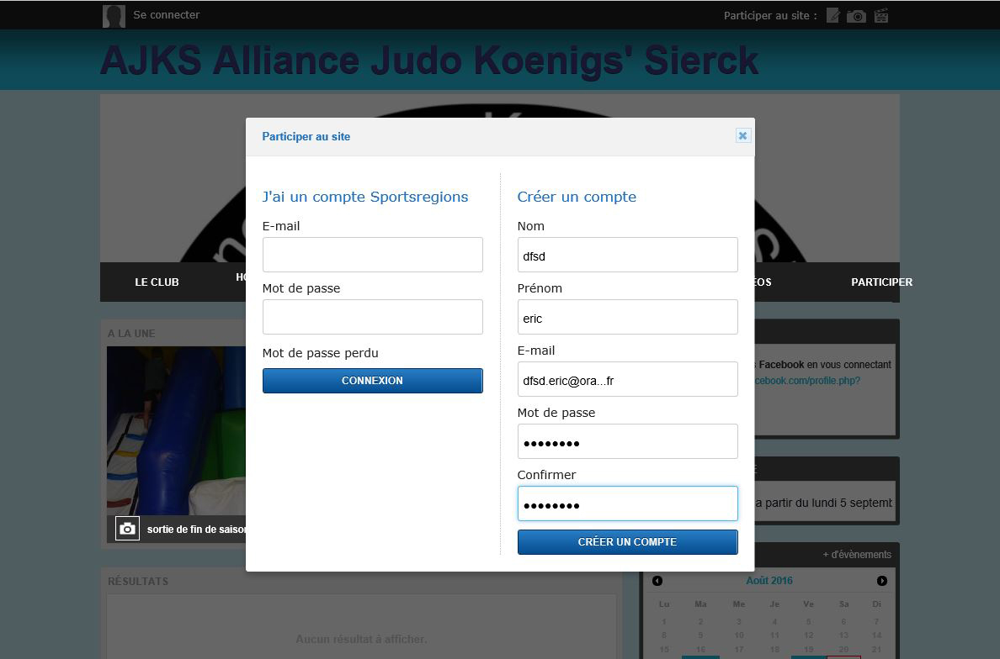 Se connecter
Participer au site :
AJKS Alliance Judo Koenigs' Sierck
Participer au site
J'ai un compte Sportsregions
E-mail
Mot de passe
Mot de passe perdu
CONNEXION
Créer un compte
Nom
dfsd
Prénom
eric
E-mail
dfsd.eric@ora...fr
Mot de passe
Confirmer
CRÉER UN COMPTE
LE CLUB
PARTICIPER
A LA UNE
Facebook en vous connectant
cebook.com/profile.php?
a partir du lundi 5 septemb
sortie de fin de saison
+ d'évènements
RÉSULTATS
Aucun résultat à afficher.
Août 2016
Lu Ma Me Je Ve Sa Di
1 2 3 4 5 6 7
8 9 10 11 12 13 14
15 16 17 18 19 20 21